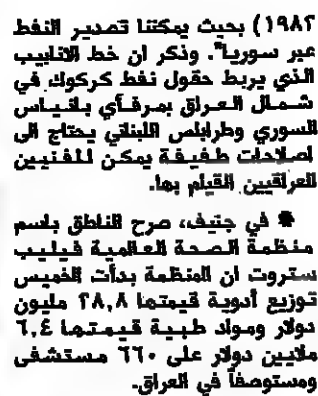 ١٩٨٢) بحيث يمكننا تصدير النفط
عبر سوريا". وذكر ان خط الانابيب
الذي يربط حقول نفط كركوك في
شمال العراق بمرفأي بانياس
السوري وطرابلس اللبناني يحتاج الى
اصلاحات طفيفة يمكن للفنيين
العراقيين القيام بها.
* في جنيف، صرح الناطق باسم
منظمة الصحة العالمية فيليب
ستروت ان المنظمة بدأت الخميس
توزيع أدوية قيمتها ٢٨,٨ مليون
دولار ومواد طبية قيمتها ٦,٤
ملايين دولار على ٦٦٠ مستشفى
ومستوصفاً في العراق.